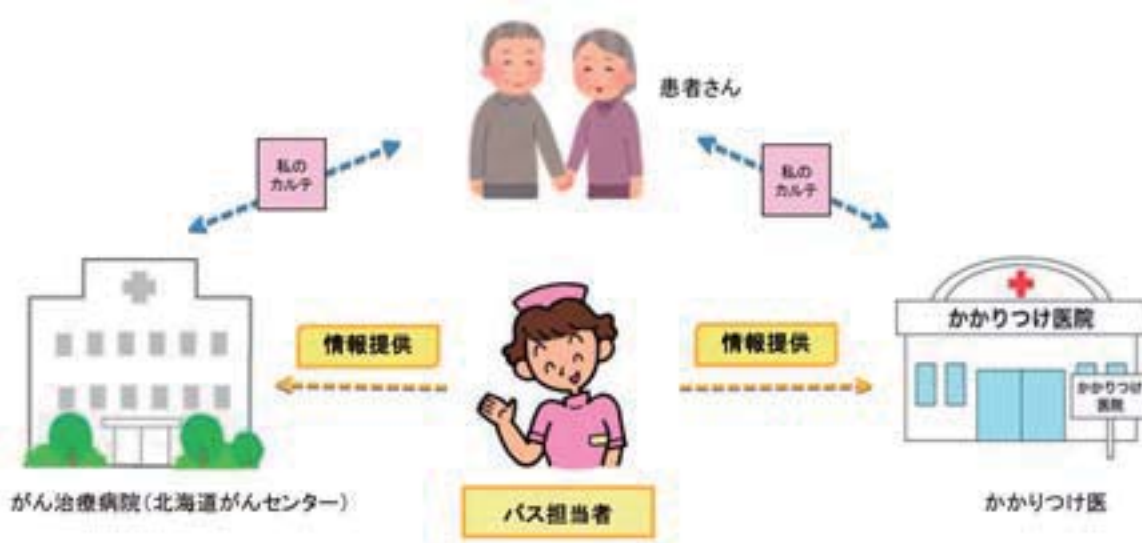 患者さん
私の
カルテ
私の
カルテ
かかりつけ医院
情報提供
情報提供
かかりつけ
医院
がん治療病院(北海道がんセンター)
パス担当者
かかりつけ医